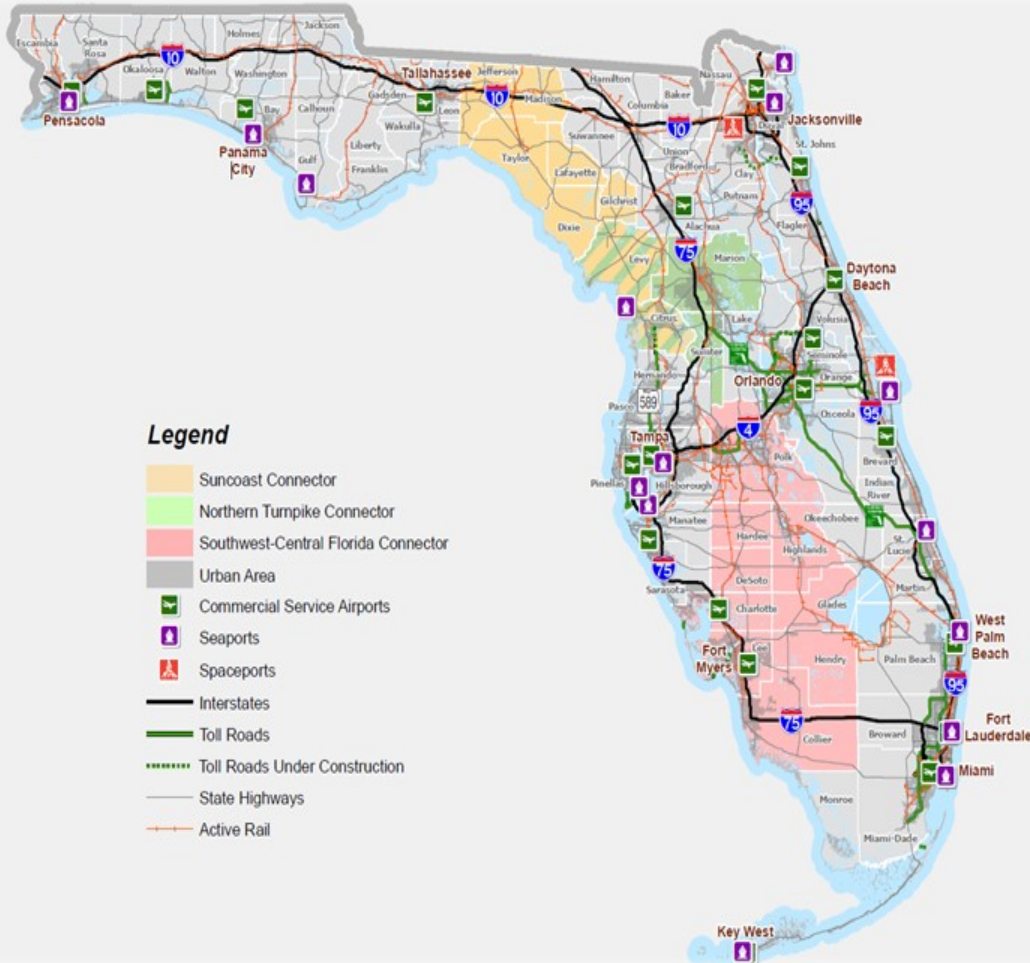 Escambia
Santa
Rosa
Okaloosa
10
Walton
Holmes
Jackson
Washington
Bay
Calhoun
Gulf
Liberty
Franklin
Gadsden
Leon
Wakulla
Pensacola
Panama
City
Tallahassee
Jefferson
10
Madison
Taylor
Lafayette
Dixie
Gilchrist
Hamilton
Suwannee
Columbia
10
Baker
Nassau
Union
Bradford
Duval
Jacksonville
Clay
St. Johns
Putnam
95
Alachua
Flagler
75
Levy
Marion
Daytona
Beach
Citrus
Lake
Volusia
Sumter
Seminole
Hernando
Orlando
Orange
589
Pasco
4
Osceola
95
Tampa
Polk
Brevard
Pinellas
Hillsborough
Indian
River
Manatee
Hardee
Okeechobee
Highlands
St.
Lucie
75
Sarasota
DeSoto
Martin
Charlotte
Glades
West
Palm
Beach
Fort
Myers
Lee
Hendry
Palm Beach
95
75
Collier
Broward
Fort
Lauderdale
Miami
Monroe
Miami-Dade
Key West
Legend
Suncoast Connector
Northern Turnpike Connector
Southwest-Central Florida Connector
Urban Area
Commercial Service Airports
Seaports
Spaceports
Interstates
Toll Roads
Toll Roads Under Construction
State Highways
Active Rail